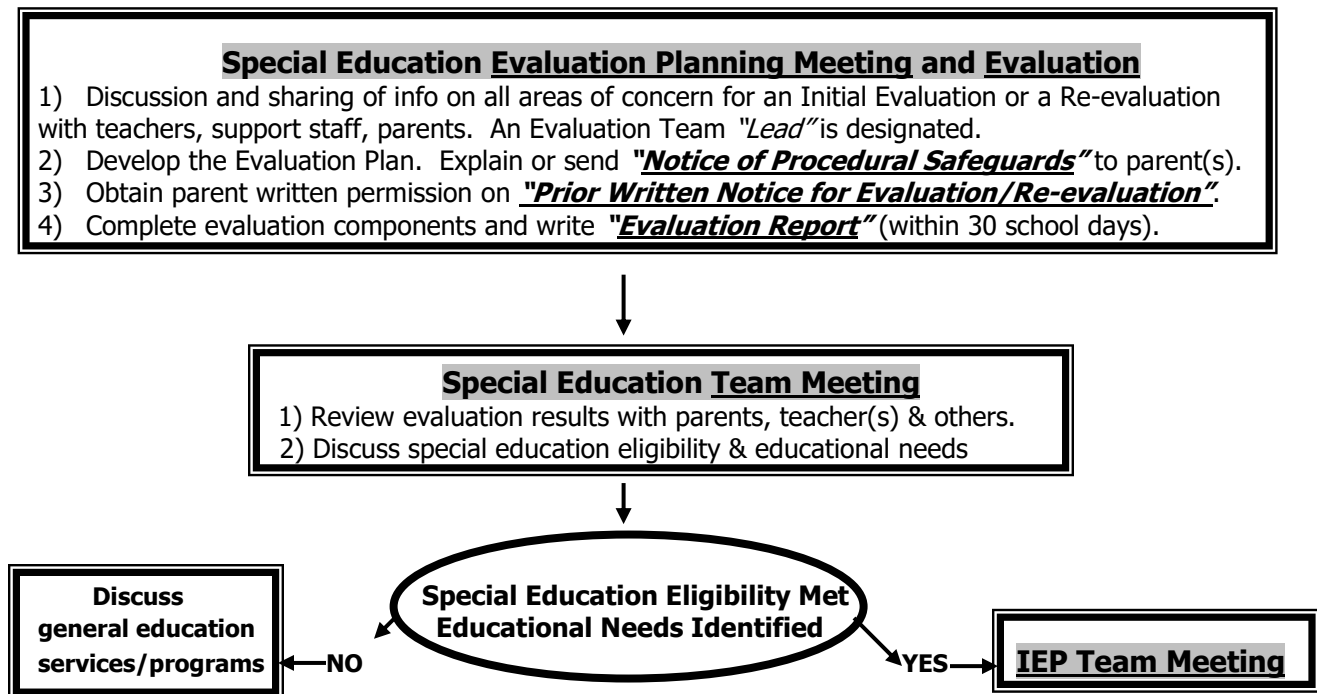 Special Education Evaluation Planning Meeting and Evaluation
1) Discussion and sharing of info on all areas of concern for an Initial Evaluation or a Re-evaluation
with teachers, support staff, parents. An Evaluation Team "Lead" is designated.
2) Develop the Evaluation Plan. Explain or send "Notice of Procedural Safeguards" to parent(s).
3) Obtain parent written permission on "Prior Written Notice for Evaluation/Re-evaluation".
4) Complete evaluation components and write "Evaluation Report" (within 30 school days).
Special Education Team Meeting
1) Review evaluation results with parents, teacher(s) & others.
2) Discuss special education eligibility & educational needs
Special Education Eligibility Met
Educational Needs Identified
Discuss
general education
services/programs
NO
YES
IEP Team Meeting